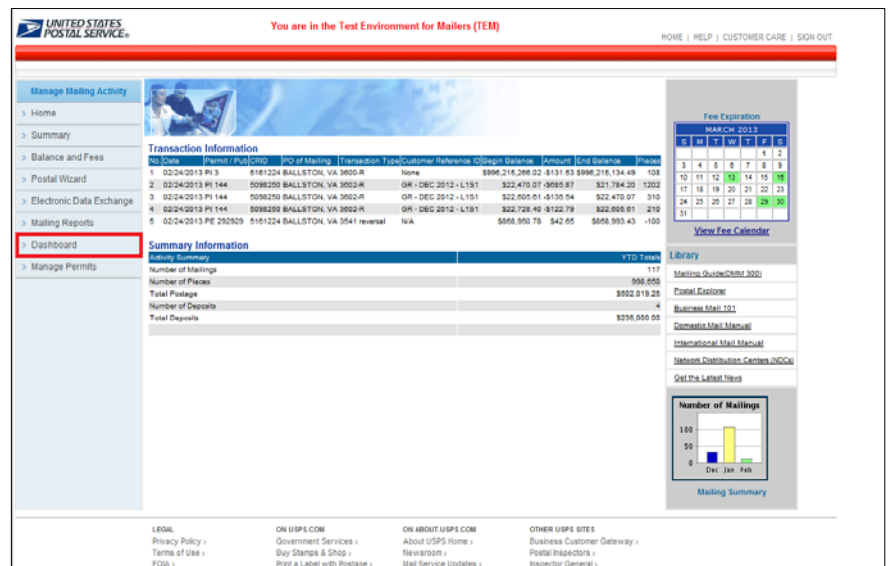 UNITED STATES
POSTAL SERVICE®
You are in the Test Environment for Mailers (TEM)
HOME | HELP | CUSTOMER CARE | SIGN OUT
Manage Mailing Activity
> Home
> Summary
> Balance and Fees
> Postal Wizard
> Electronic Data Exchange
> Mailing Reports
> Dashboard
> Manage Permits
Transaction Information
No. Date Permit / Pub CRID PO of Mailing Transaction Type Customer Reference ID Begin Balance Amount End Balance Pieces
1 02/24/2013 PI 3 5161224 BALLSTON, VA 3600-R None $996,215,266.02 -$131.53 $996,215,134.49 108
2 02/24/2013 PI 144 5098250 BALLSTON, VA 3602-R GR - DEC 2012 - L1S1 $22,470.07 -$685.87 $21,784.20 1202
3 02/24/2013 PI 144 5098250 BALLSTON, VA 3602-R GR - DEC 2012 - L1S1 $22,605.61 -$135.54 $22,470.07 310
4 02/24/2013 PI 144 5098250 BALLSTON, VA 3602-R GR - DEC 2012 - L1S1 $22,728.40 -$122.79 $22,605.61 210
5 02/24/2013 PE 292929 5161224 BALLSTON, VA 3541 reversal N/A $868,950.78 $42.65 $868,993.43 -100
Summary Information
Activity Summary YTD Totals
Number of Mailings 117
Number of Pieces 998,650
Total Postage $602,019.25
Number of Deposits 4
Total Deposits $235,000.00
Fee Expiration
MARCH 2013
S M T W T F S
1 2
3 4 5 6 7 8 9
10 11 12 13 14 15 16
17 18 19 20 21 22 23
24 25 26 27 28 29 30
31
View Fee Calendar
Library
Mailing Guide(DMM 300)
Postal Explorer
Business Mail 101
Domestic Mail Manual
International Mail Manual
Network Distribution Centers (NDCs)
Get the Latest News
Number of Mailings
100
50
0
Dec Jan Feb
Mailing Summary
LEGAL
Privacy Policy ›
Terms of Use ›
FOIA ›
ON USPS.COM
Government Services ›
Buy Stamps & Shop ›
Print a Label with Postage ›
ON ABOUT.USPS.COM
About USPS Home ›
Newsroom ›
Mail Service Updates ›
OTHER USPS SITES
Business Customer Gateway ›
Postal Inspectors ›
Inspector General ›